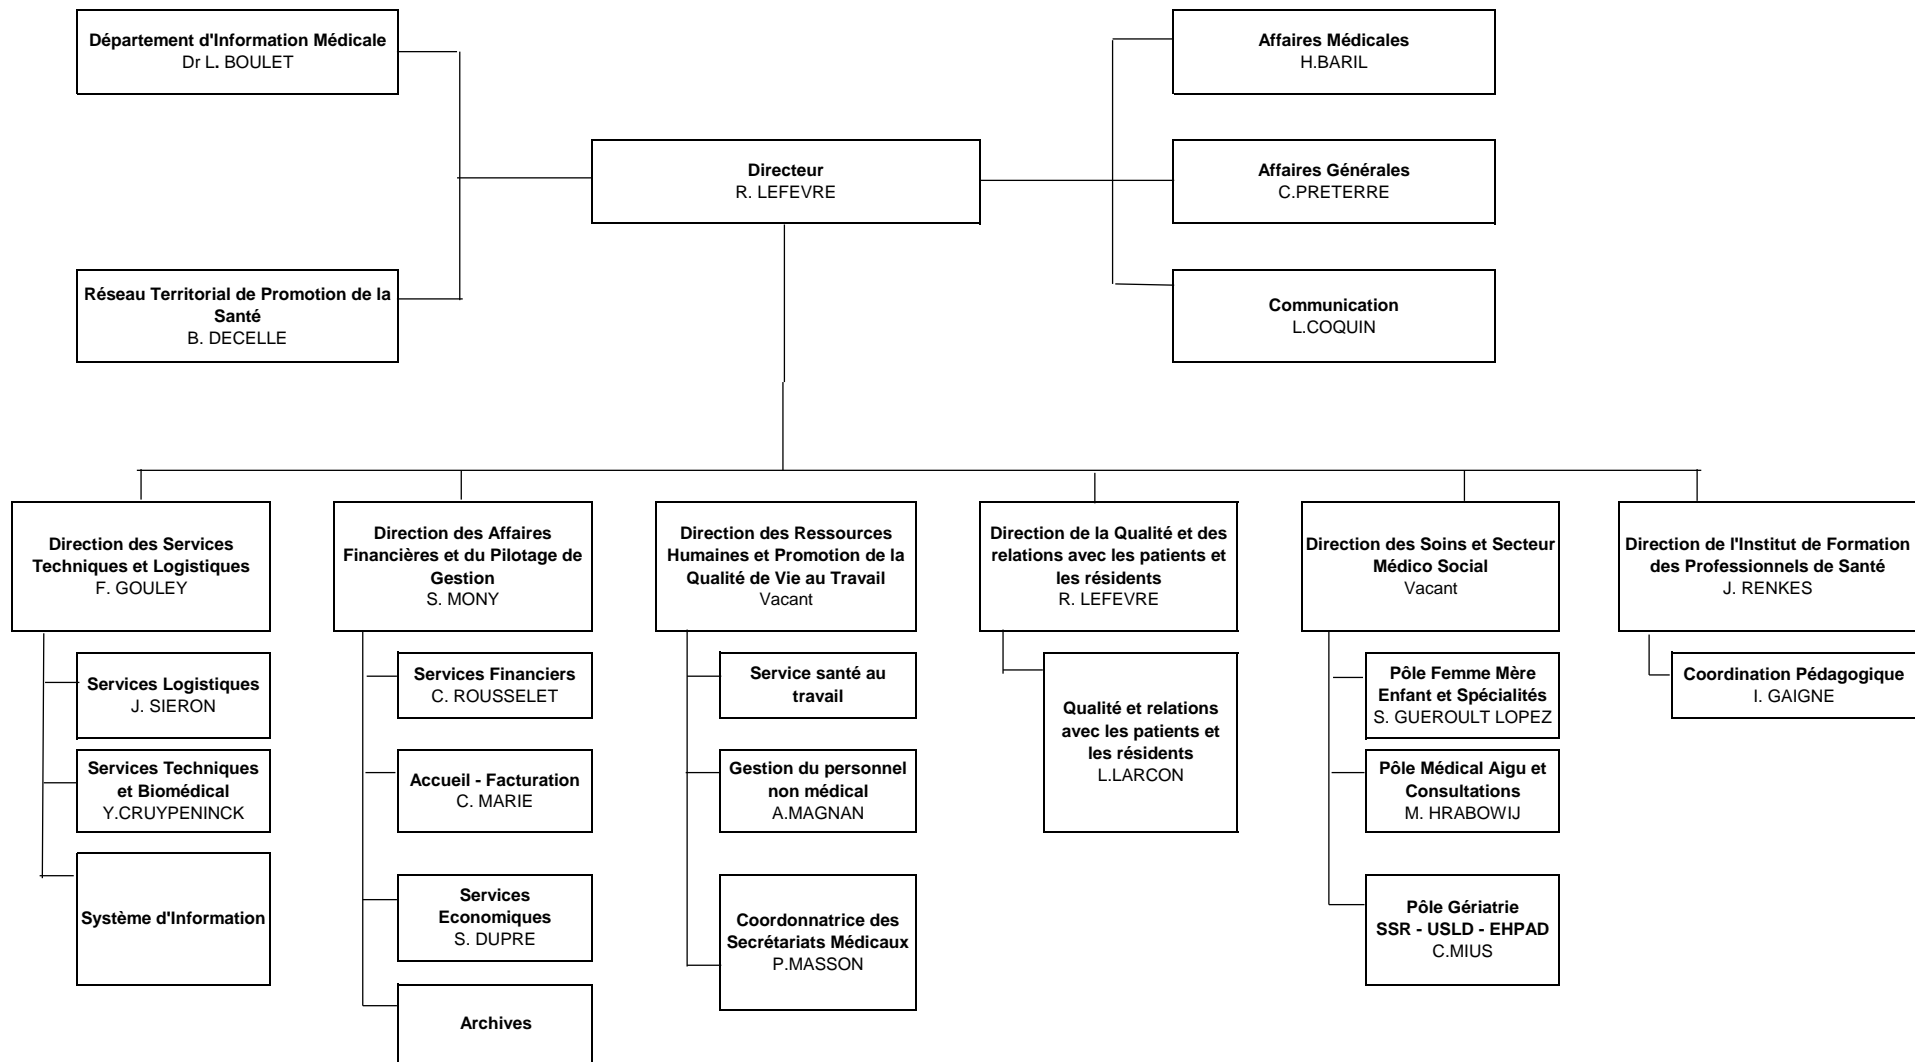 Département d'Information Médicale
Dr L. BOULET
Affaires Médicales
H.BARIL
Directeur
R. LEFEVRE
Affaires Générales
C.PRETERRE
Réseau Territorial de Promotion de la
Santé
B. DECELLE
Communication
L.COQUIN
Direction des Services
Techniques et Logistiques
F. GOULEY
Direction des Affaires
Financières et du Pilotage de
Gestion
S. MONY
Direction des Ressources
Humaines et Promotion de la
Qualité de Vie au Travail
Vacant
Direction de la Qualité et des
relations avec les patients et
les résidents
R. LEFEVRE
Direction des Soins et Secteur
Médico Social
Vacant
Direction de l'Institut de Formation
des Professionnels de Santé
J. RENKES
Services Logistiques
J. SIERON
Services Techniques
et Biomédical
Y.CRUYPENINCK
Système d'Information
Services Financiers
C. ROUSSELET
Accueil - Facturation
C. MARIE
Services
Economiques
S. DUPRE
Archives
Service santé au
travail
Gestion du personnel
non médical
A.MAGNAN
Coordonnatrice des
Secrétariats Médicaux
P.MASSON
Qualité et relations
avec les patients et
les résidents
L.LARCON
Pôle Femme Mère
Enfant et Spécialités
S. GUEROULT LOPEZ
Pôle Médical Aigu et
Consultations
M. HRABOWIJ
Pôle Gériatrie
SSR - USLD - EHPAD
C.MIUS
Coordination Pédagogique
I. GAIGNE